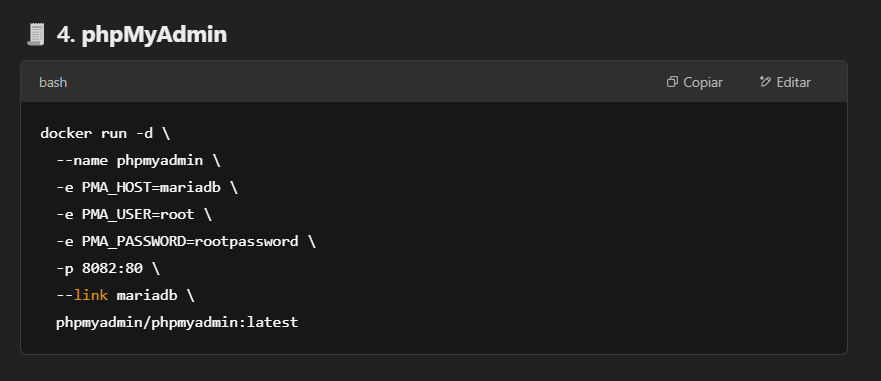 4. phpMyAdmin
bash Copiar Editar
docker run -d \
--name phpmyadmin \
-e PMA_HOST=mariadb \
-e PMA_USER=root \
-e PMA_PASSWORD=rootpassword \
-p 8082:80 \
--link mariadb \
phpmyadmin/phpmyadmin:latest